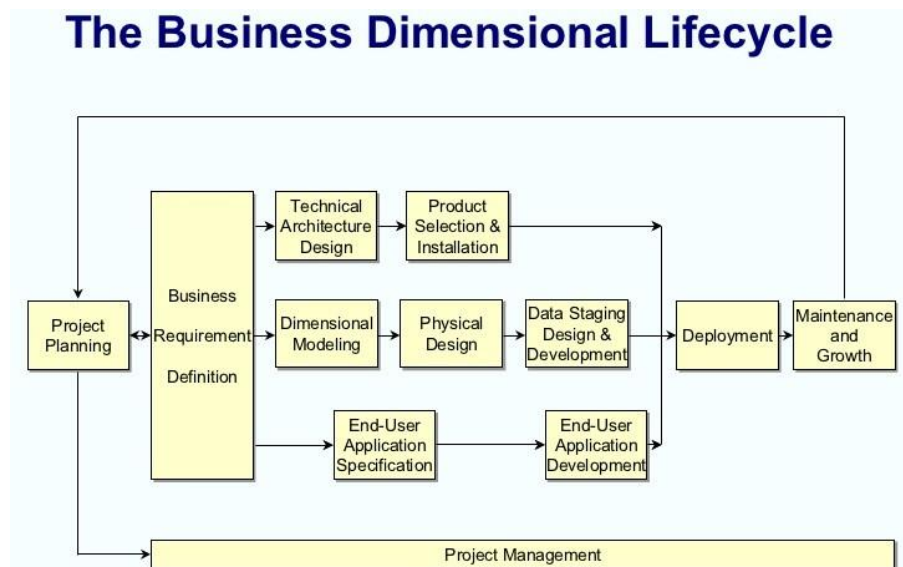 The Business Dimensional Lifecycle
Technical
Architecture
Design
Product
Selection &
Installation
Project
Planning
Business
Requirement
Definition
Dimensional
Modeling
Physical
Design
Data Staging
Design &
Development
Deployment
Maintenance
and
Growth
End-User
Application
Specification
End-User
Application
Development
Project Management